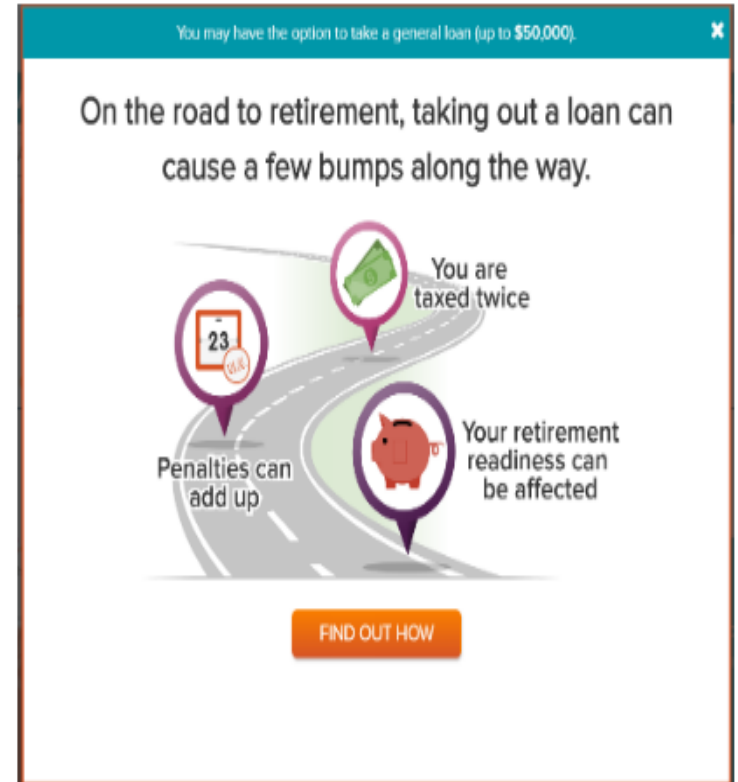 You may have the option to take a general loan (up to $50,000).
On the road to retirement, taking out a loan can
cause a few bumps along the way.
You are
taxed twice
23
Penalties can
add up
Your retirement
readiness can
be affected
FIND OUT HOW